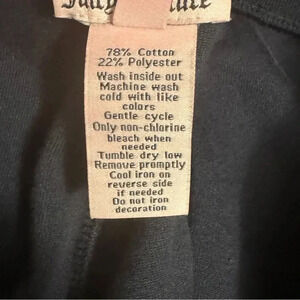 78% Cotton
22% Polyester
Wash inside out
Machine wash
cold with like
colors
Gentle cycle
Only non-chlorine
bleach when
needed
Tumble dry low
Remove promptly
Cool iron on
reverse side
if needed
Do not iron
decoration